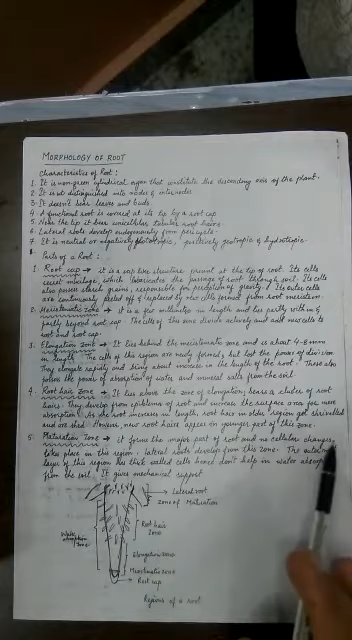 MORPHOLOGY OF ROOT
Characteristics of Root :
1. It is non-green cylindrical organ that constitute the descending axis of the plant.
2. It is not distinguished into nodes & internodes
3. It doesn't bear leaves and buds.
4. A functional root is covered at its tip by a root cap
5. Near the tip it bears unicellular tubular root hairs
6. Lateral roots develop endogenously from pericycle.
7. It is neutral or negatively phototropic, positively geotropic & hydrotropic.
Parts of a Root :
1. Root cap → it is a cap like structure present at the tip of root. Its cells
secret mucilage, which lubricates the passage of root through soil. Its cells
also possess starch grains, responsible for perception of gravity. Its outer cells
are continuously peeled off & replaced by new cells formed from root meristem.
2. Meristematic zone → it is a few millimeter in length and lies partly within &
partly beyond root cap. The cells of this zone divide actively and add new cells to
root and root cap.
3. Elongation zone → It lies behind the meristematic zone and is about 4-8 mm
in length. The cells of this region are newly formed, but lost the power of division
They elongate rapidly and bring about increase in the length of the root. These also
posses the power of absorption of water and mineral salts from the soil.
4. Root hair zone → It lies above the zone of elongation, bears a cluster of root
hairs. They develop from of root and increase the surface area for more
absorption. As the root increases in length, root hair in older region get shrivelled
and are shed. However, new root hairs appear on younger part of this zone.
5. Maturation zone → it forms the major part of root and no cellular changes
takes place in this region. lateral roots develop from this zone. The outermost
layer of this region has thick walled cells hence don't help in water
from the soil. It gives mechanical support
Lateral root
Zone of Maturation
Root hair
Zone
Water
absorption
Zone
Elongation zone
Meristematic zone
Root cap
Regions of a root